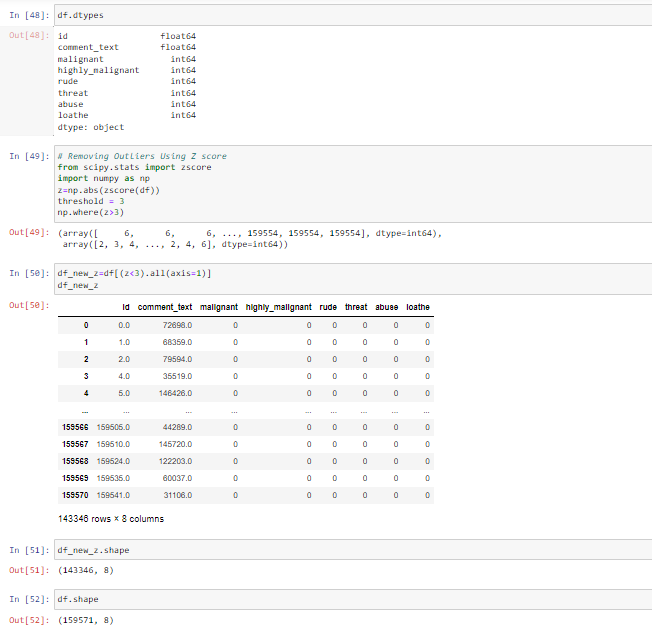 In [48]: df.dtypes
Out[48]: id float64
comment_text float64
malignant int64
highly_malignant int64
rude int64
threat int64
abuse int64
loathe int64
dtype: object
In [49]: # Removing Outliers Using Z score
from scipy.stats import zscore
import numpy as np
z=np.abs(zscore(df))
threshold = 3
np.where(z>3)
Out[49]: (array([ 6, 6, 6, ..., 159554, 159554, 159554], dtype=int64),
array([2, 3, 4, ..., 2, 4, 6], dtype=int64))
In [50]: df_new_z=df[(z<3).all(axis=1)]
df_new_z
Out[50]:
id comment_text malignant highly_malignant rude threat abuse loathe
0 0.0 72698.0 0 0 0 0 0 0
1 1.0 68359.0 0 0 0 0 0 0
2 2.0 79594.0 0 0 0 0 0 0
3 4.0 35519.0 0 0 0 0 0 0
4 5.0 146426.0 0 0 0 0 0 0
... ... ... ... ... ... ... ... ...
159566 159505.0 44289.0 0 0 0 0 0 0
159567 159510.0 145720.0 0 0 0 0 0 0
159568 159524.0 122203.0 0 0 0 0 0 0
159569 159535.0 60037.0 0 0 0 0 0 0
159570 159541.0 31106.0 0 0 0 0 0 0
143346 rows × 8 columns
In [51]: df_new_z.shape
Out[51]: (143346, 8)
In [52]: df.shape
Out[52]: (159571, 8)